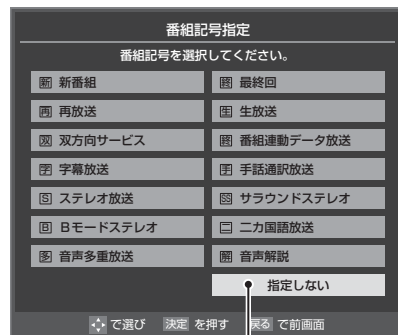 番組記号指定
番組記号を選択してください。
新 新番組
終 最終回
再 再放送
生 生放送
双 双方向サービス
番組連動データ放送
字 字幕放送
手 手話通訳放送
S ステレオ放送
SS サラウンドステレオ
B Bモードステレオ
二 二カ国語放送
多 音声多重放送
解 音声解説
指定しない
で選び 決定 を押す 戻る で前画面